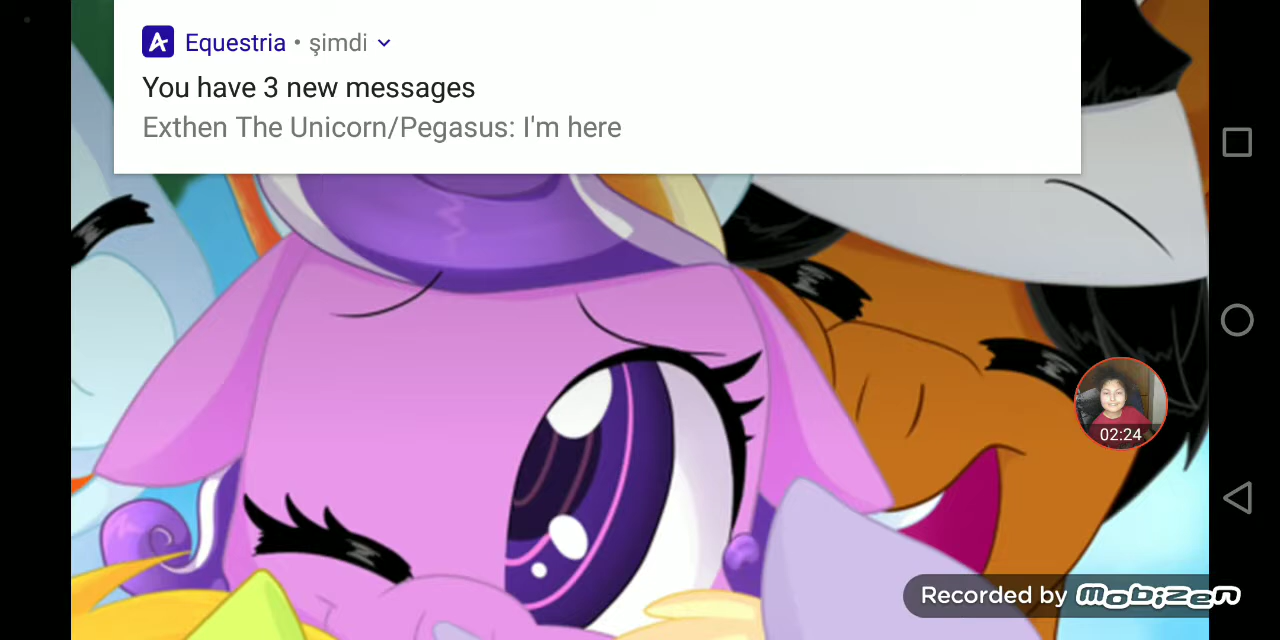 Equestria • şimdi
You have 3 new messages
Exthen The Unicorn/Pegasus: I'm here
02:24
Recorded by mobizen